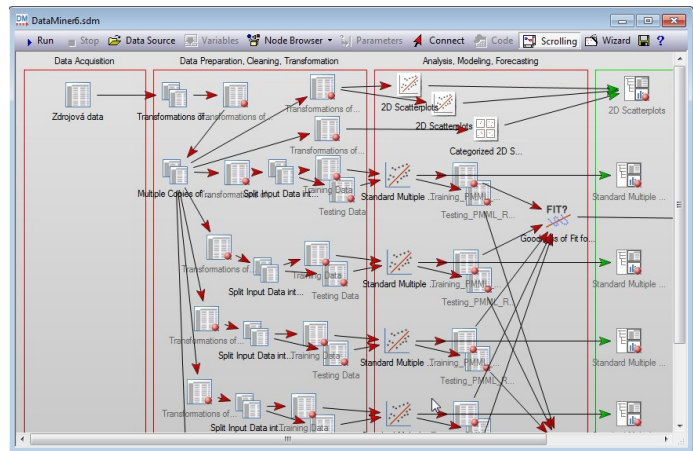 DataMiner6.sdm
Run Stop Data Source Variables Node Browser Parameters Connect Code Scrolling Wizard ?
Data Acquisition Data Preparation, Cleaning, Transformation Analysis, Modeling, Forecasting
Zdrojová data Transformations of... Transformations of Transformations of... 2D Scatterplots 2D Scatterplots 2D Scatterplots
Transformations of... Categorized 2D S...
Multiple Copies of... Transformations of Split Input Data int... Training Data Standard Multiple ... Training_PMML_... Standard Multiple ...
Testing Data Testing_PMML_R... FIT?
Goodness of Fit fo...
Transformations of... Training Data Standard Multiple ... Training_PMML_... Standard Multiple ...
Split Input Data int... Testing Data Testing_PMML_R...
Transformations of... Split Input Data int... Training Data Standard Multiple ... Training_PMML_... Standard Multiple ...
Testing Data Testing_PMML_R...
Transformations of... Split Input Data int... Training Data Standard Multiple ... Training_PMML_... Standard Multiple ...